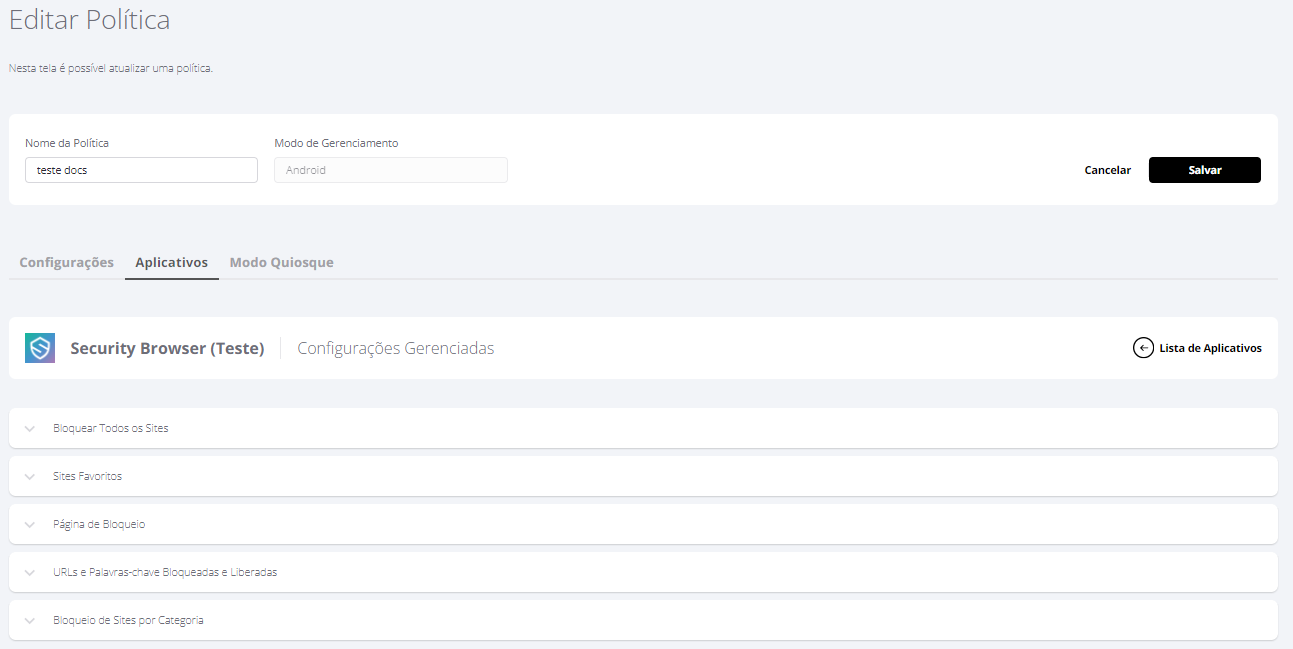 Editar Política
Nesta tela é possível atualizar uma política.
Nome da Política
Modo de Gerenciamento
teste docs
Android
Cancelar
Salvar
Configurações
Aplicativos
Modo Quiosque
Security Browser (Teste)
Configurações Gerenciadas
Lista de Aplicativos
Bloquear Todos os Sites
Sites Favoritos
Página de Bloqueio
URLs e Palavras-chave Bloqueadas e Liberadas
Bloqueio de Sites por Categoria